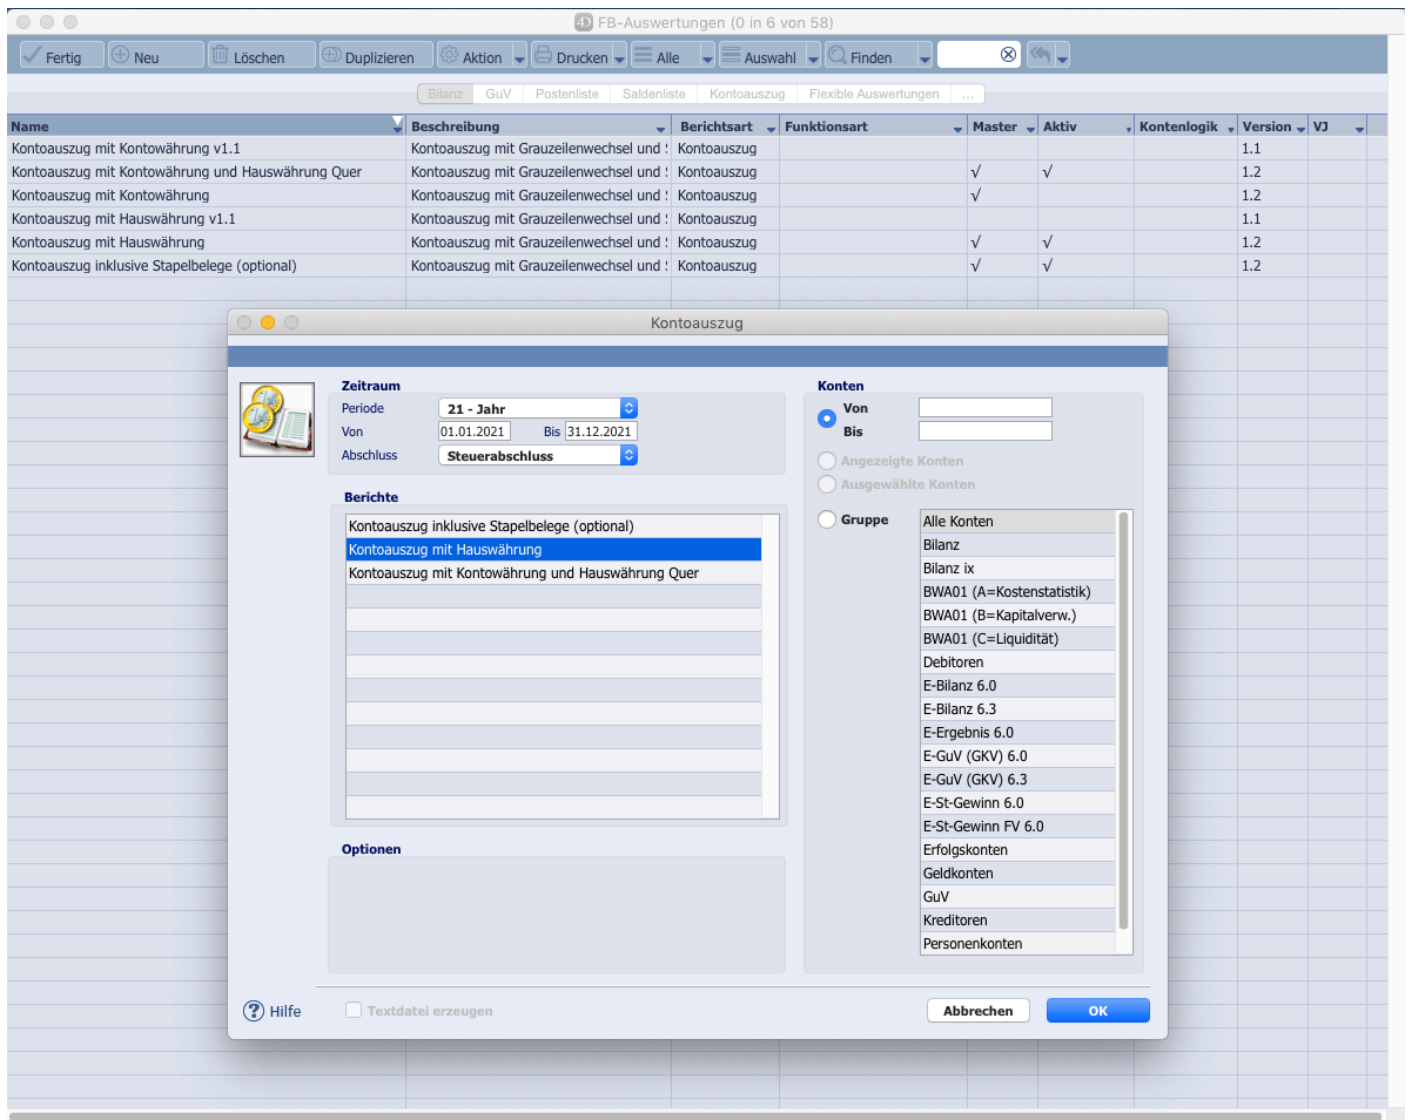 FB-Auswertungen (0 in 6 von 58)
Fertig Neu Löschen Duplizieren Aktion Drucken Alle Auswahl Finden
Bilanz GuV Postenliste Saldenliste Kontoauszug Flexible Auswertungen ...
Name Beschreibung Berichtsart Funktionsart Master Aktiv Kontenlogik Version VJ
Kontoauszug mit Kontowährung v1.1 Kontoauszug mit Grauzeilenwechsel und Kontoauszug 1.1
Kontoauszug mit Kontowährung und Hauswährung Quer Kontoauszug mit Grauzeilenwechsel und Kontoauszug √ √ 1.2
Kontoauszug mit Kontowährung Kontoauszug mit Grauzeilenwechsel und Kontoauszug √ 1.2
Kontoauszug mit Hauswährung v1.1 Kontoauszug mit Grauzeilenwechsel und Kontoauszug 1.1
Kontoauszug mit Hauswährung Kontoauszug mit Grauzeilenwechsel und Kontoauszug √ √ 1.2
Kontoauszug inklusive Stapelbelege (optional) Kontoauszug mit Grauzeilenwechsel und Kontoauszug √ √ 1.2
Kontoauszug
Zeitraum
Periode 21 - Jahr
Von 01.01.2021 Bis 31.12.2021
Abschluss Steuerabschluss
Berichte
Kontoauszug inklusive Stapelbelege (optional)
Kontoauszug mit Hauswährung
Kontoauszug mit Kontowährung und Hauswährung Quer
Optionen
Konten
Von
Bis
Angezeigte Konten
Ausgewählte Konten
Gruppe
Alle Konten
Bilanz
Bilanz ix
BWA01 (A=Kostenstatistik)
BWA01 (B=Kapitalverw.)
BWA01 (C=Liquidität)
Debitoren
E-Bilanz 6.0
E-Bilanz 6.3
E-Ergebnis 6.0
E-GuV (GKV) 6.0
E-GuV (GKV) 6.3
E-St-Gewinn 6.0
E-St-Gewinn FV 6.0
Erfolgskonten
Geldkonten
GuV
Kreditoren
Personenkonten
? Hilfe Textdatei erzeugen Abbrechen OK